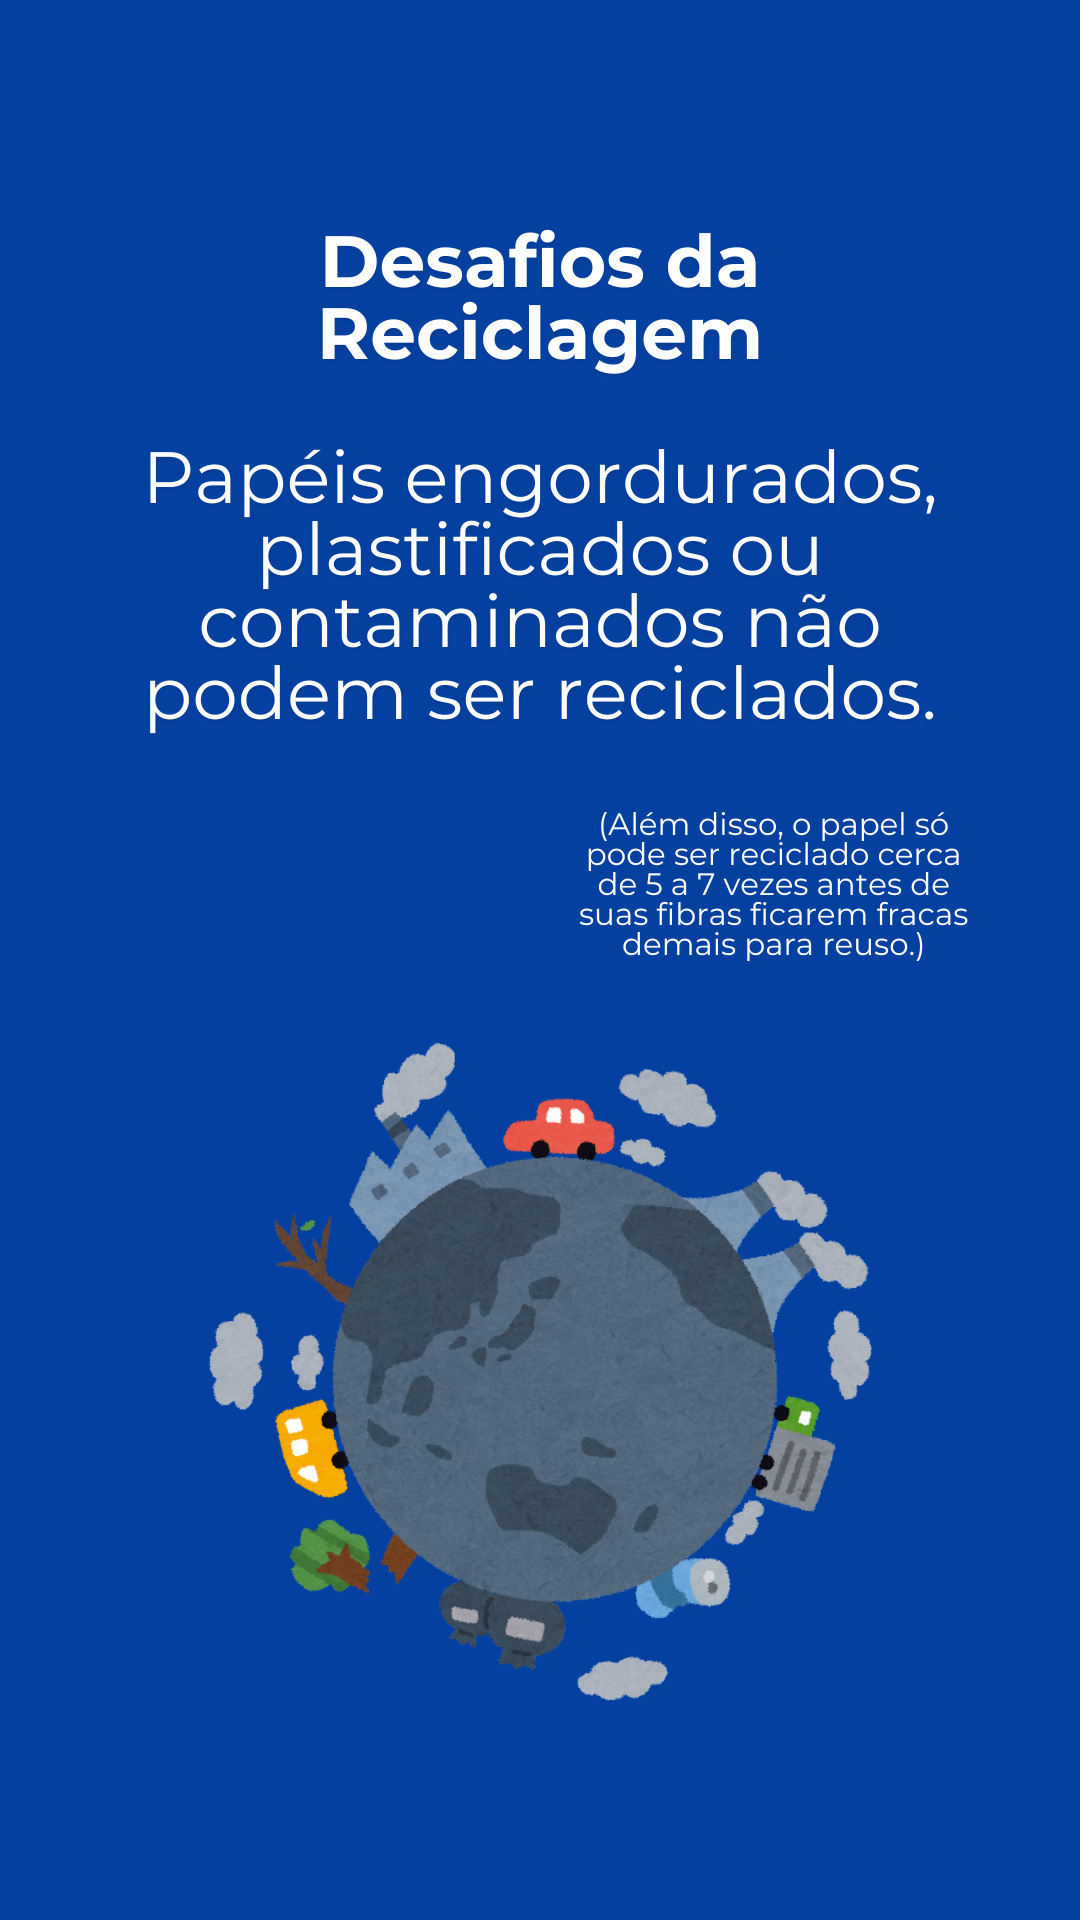 Desafios da
Reciclagem
Papéis engordurados,
plastificados ou
contaminados não
podem ser reciclados.
(Além disso, o papel só
pode ser reciclado cerca
de 5 a 7 vezes antes de
suas fibras ficarem fracas
demais para reuso.)